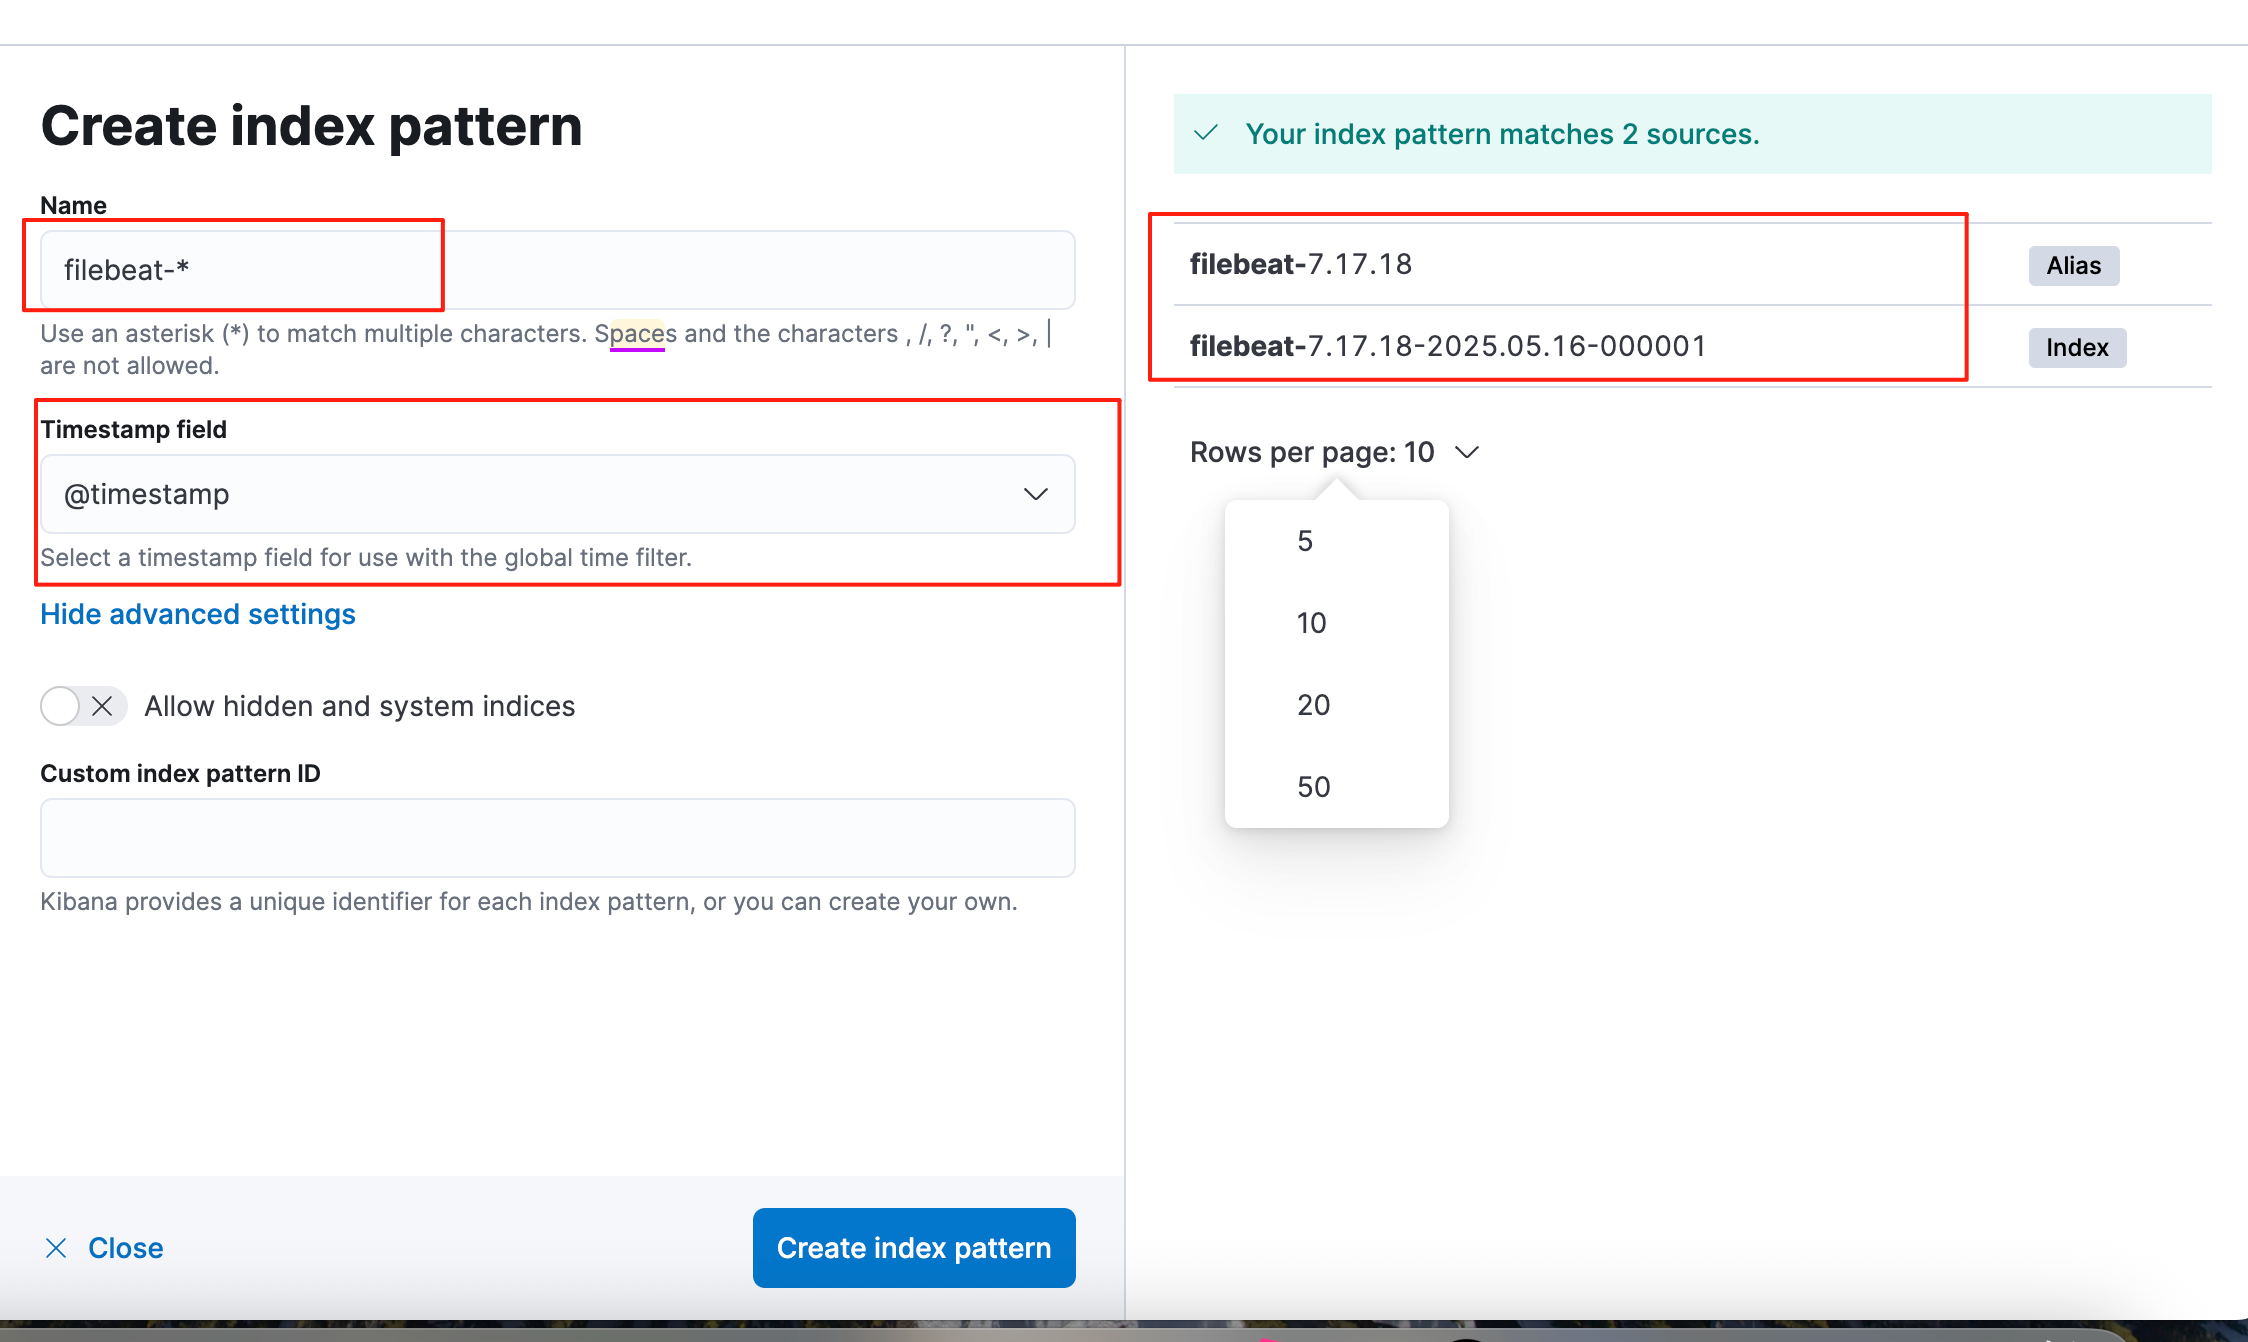 Create index pattern
Name
filebeat-*
Use an asterisk (*) to match multiple characters. Spaces and the characters , /, ?, ", <, >, |
are not allowed.
Timestamp field
@timestamp
Select a timestamp field for use with the global time filter.
Hide advanced settings
Allow hidden and system indices
Custom index pattern ID
Kibana provides a unique identifier for each index pattern, or you can create your own.
Close
Create index pattern
Your index pattern matches 2 sources.
filebeat-7.17.18 Alias
filebeat-7.17.18-2025.05.16-000001 Index
Rows per page: 10
5
10
20
50